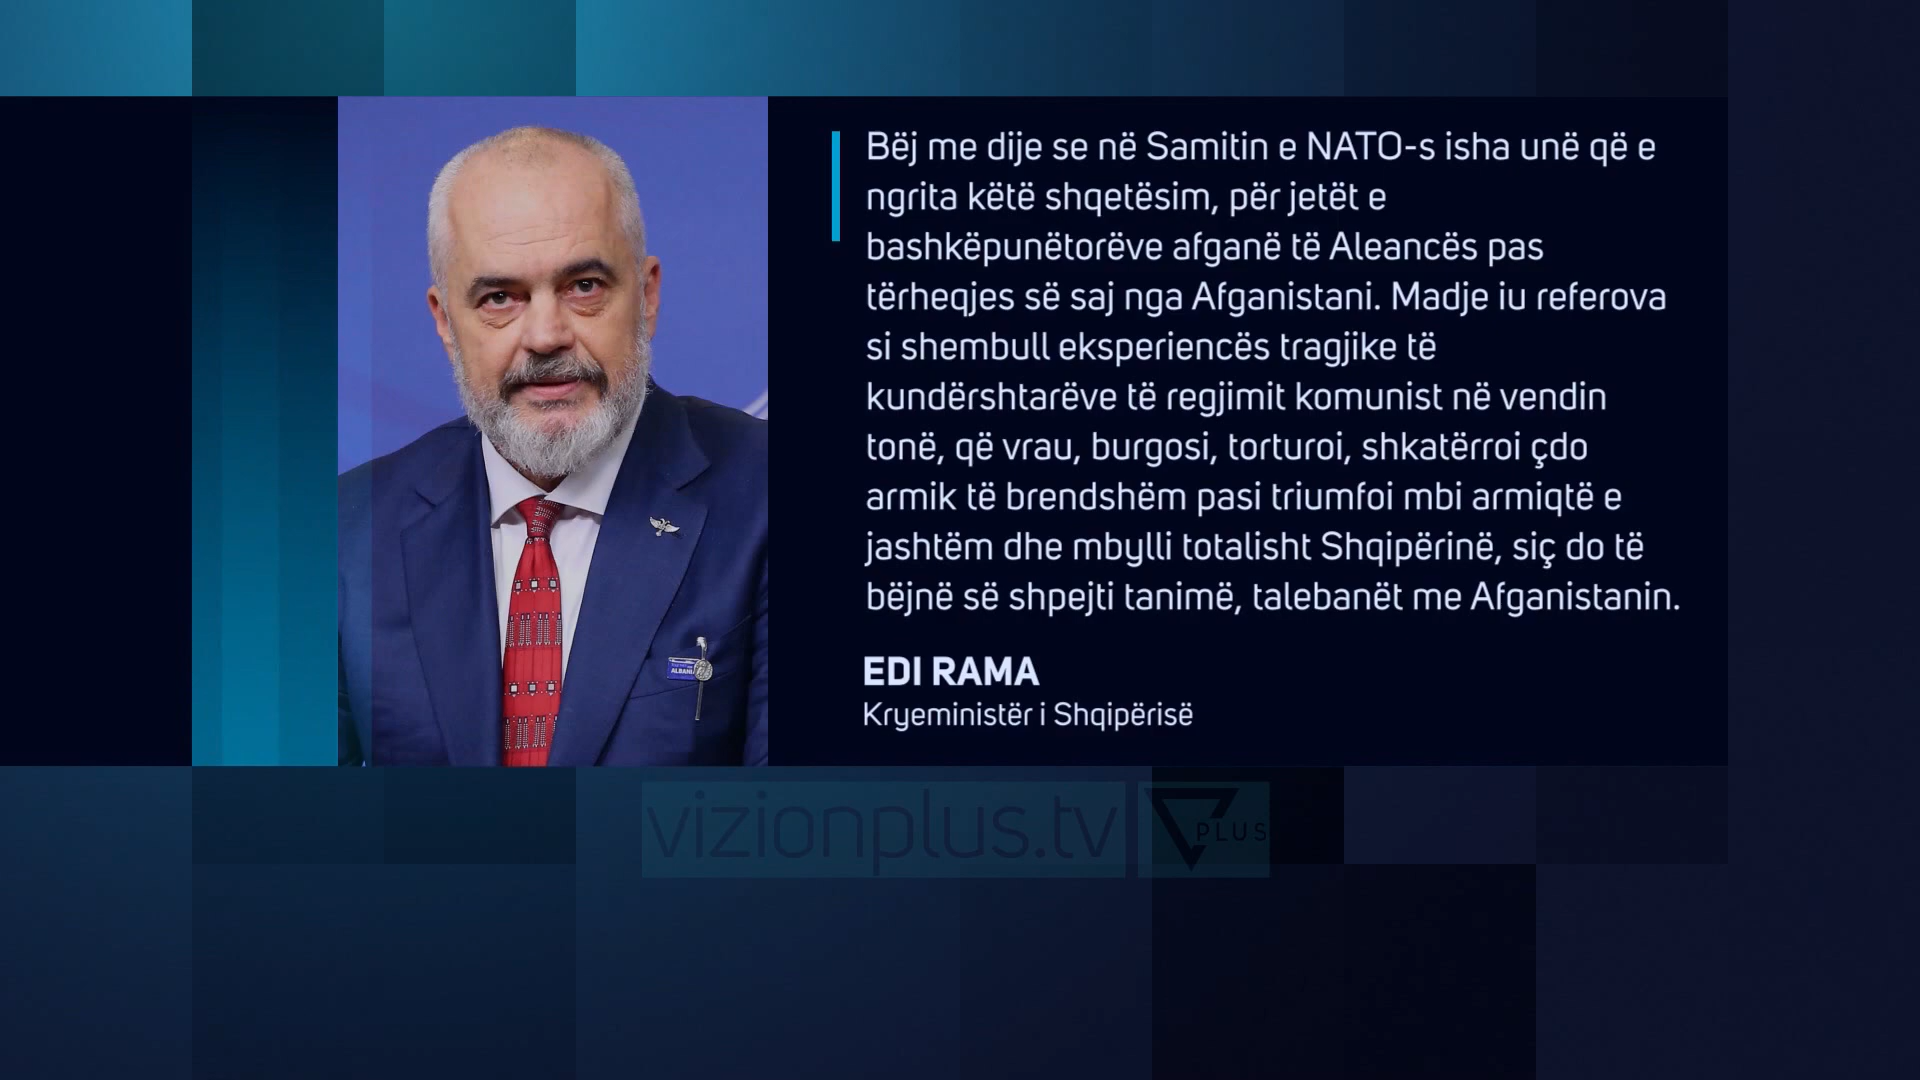 Bëj me dije se në Samitin e NATO-s isha unë që e
ngrita këtë shqetësim, për jetët e
bashkëpunëtorëve afganë të Aleancës pas
tërheqjes së saj nga Afganistani. Madje iu referova
si shembull eksperiencës tragjike të
kundërshtarëve të regjimit komunist në vendin
tonë, që vrau, burgosi, torturoi, shkatërroi çdo
armik të brendshëm pasi triumfoi mbi armiqtë e
jashtëm dhe mbylli totalisht Shqipërinë, siç do të
bëjnë së shpejti tanimë, talebanët me Afganistanin.
EDI RAMA
Kryeministër i Shqipërisë
ALBANIA
vizionplus.tv
PLUS